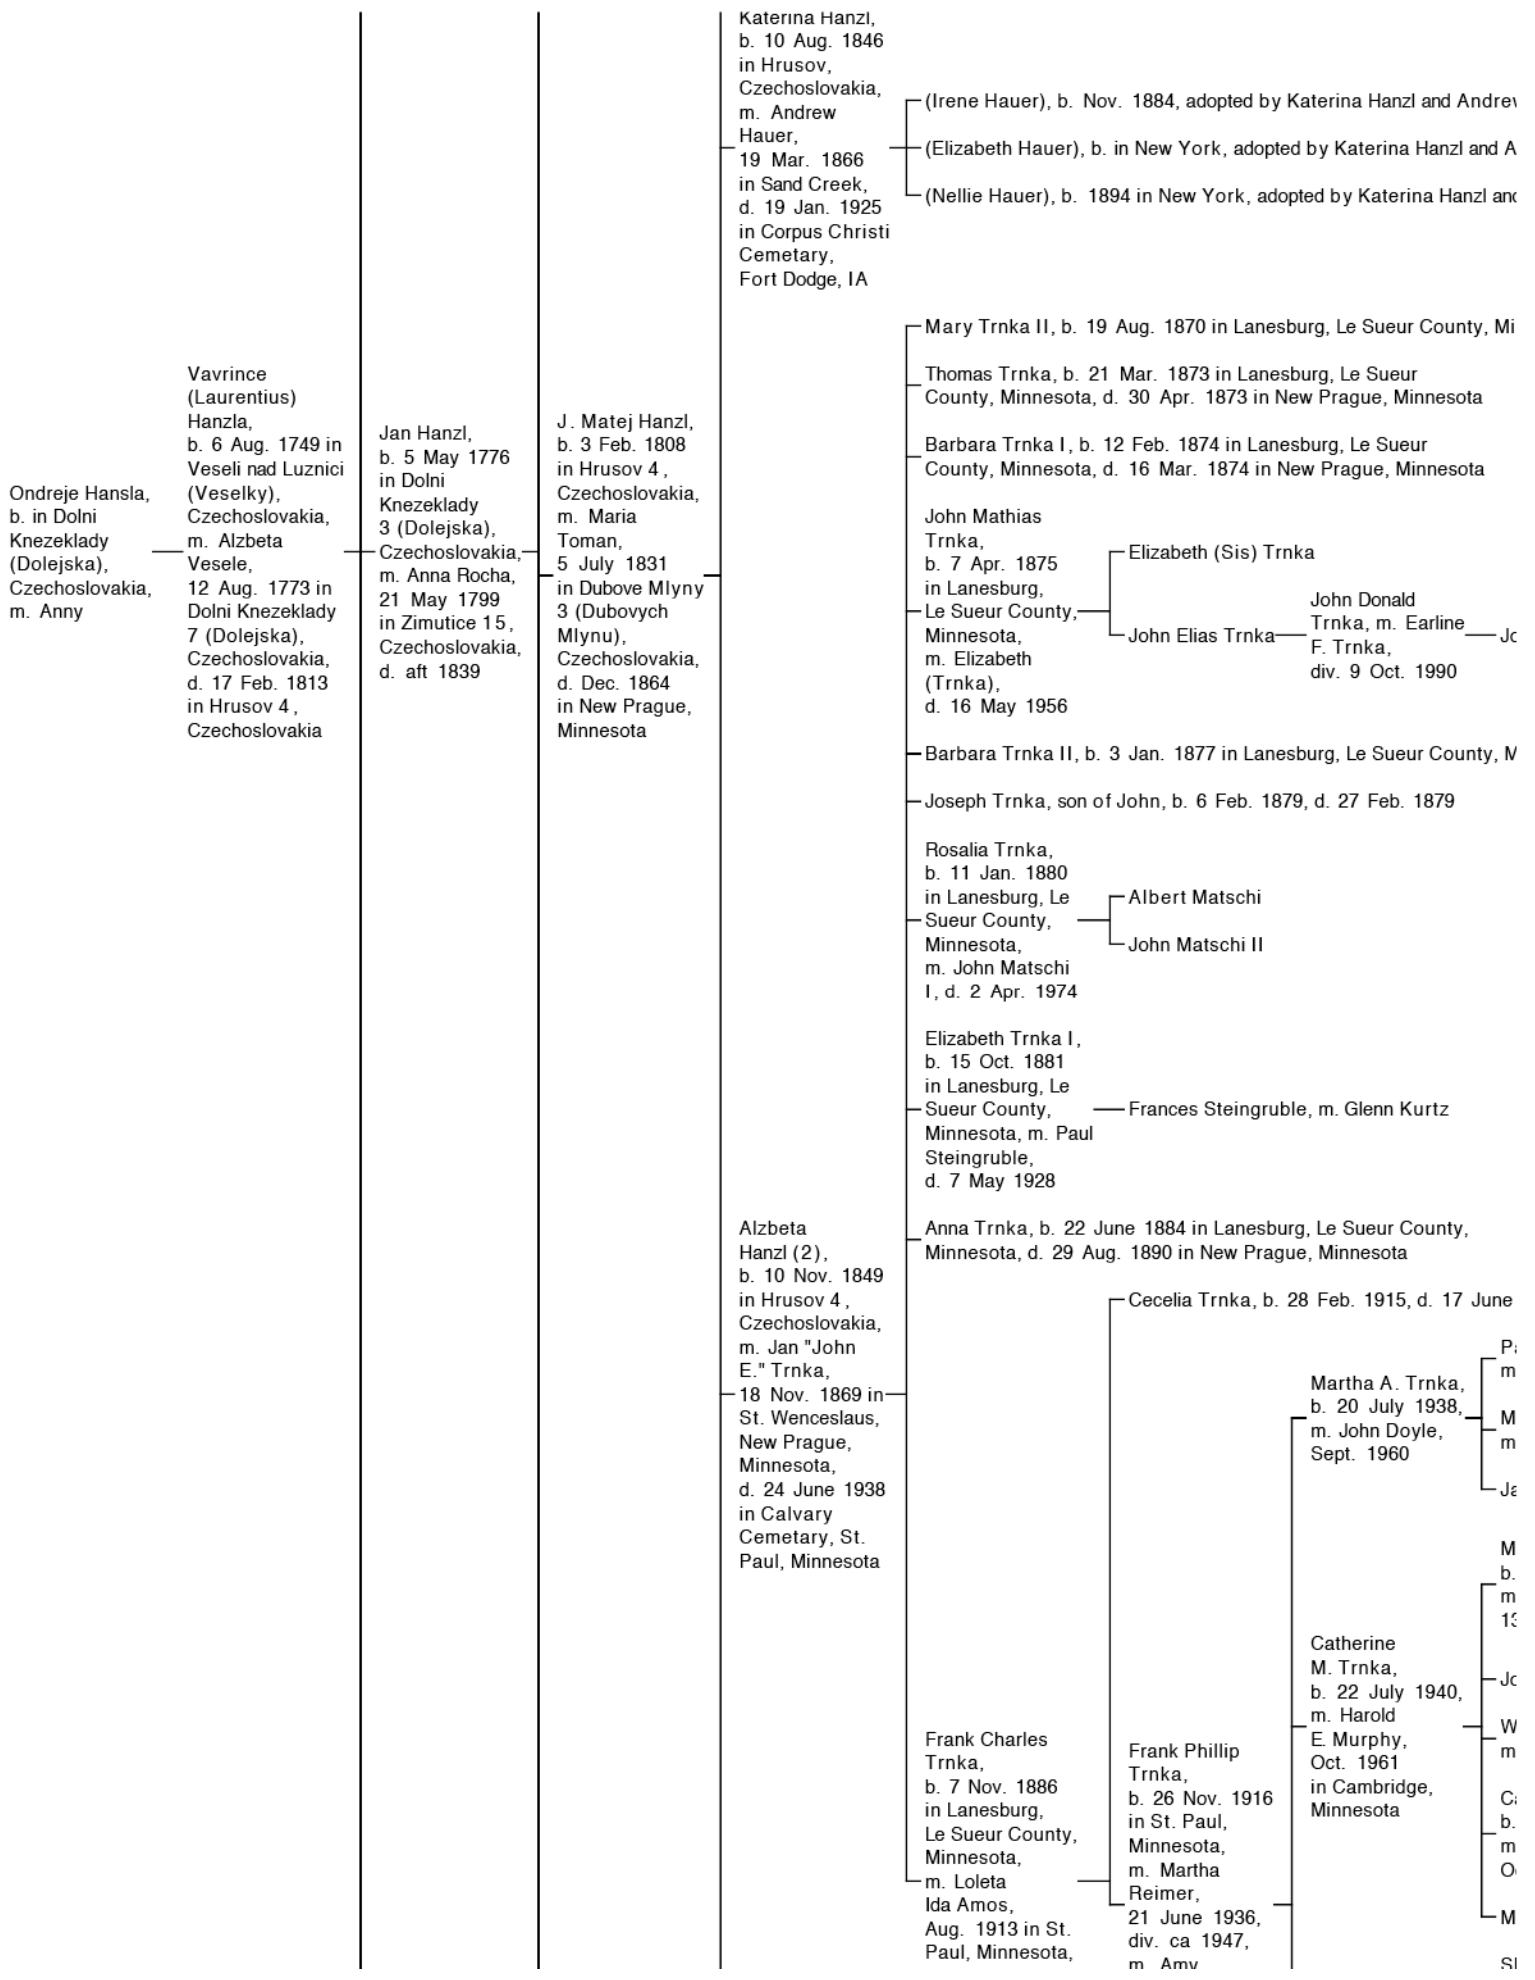 Katerina Hanzl,
b. 10 Aug. 1846
in Hrusov,
Czechoslovakia,
m. Andrew
Hauer,
19 Mar. 1866
in Sand Creek,
d. 19 Jan. 1925
in Corpus Christi
Cemetary,
Fort Dodge, IA
(Irene Hauer), b. Nov. 1884, adopted by Katerina Hanzl and
(Elizabeth Hauer), b. in New York, adopted by Katerina Hanzl and
(Nellie Hauer), b. 1894 in New York, adopted by Katerina Hanzl
Ondreje Hansla,
b. in Dolni
Knezeklady
(Dolejska),
Czechoslovakia,
m. Anny
Vavrince
(Laurentius)
Hanzla,
b. 6 Aug. 1749 in
Veseli nad Luznici
(Veselky),
Czechoslovakia,
m. Alzbeta
Vesele,
12 Aug. 1773 in
Dolni Knezeklady
7 (Dolejska),
Czechoslovakia,
d. 17 Feb. 1813
in Hrusov 4,
Czechoslovakia
Jan Hanzl,
b. 5 May 1776
in Dolni
Knezeklady
3 (Dolejska),
Czechoslovakia,
m. Anna Rocha,
21 May 1799
in Zimutice 15,
Czechoslovakia,
d. aft 1839
J. Matej Hanzl,
b. 3 Feb. 1808
in Hrusov 4,
Czechoslovakia,
m. Maria
Toman,
5 July 1831
in Dubove Mlyny
3 (Dubovych
Mlynu),
Czechoslovakia,
d. Dec. 1864
in New Prague,
Minnesota
Mary Trnka II, b. 19 Aug. 1870 in Lanesburg, Le Sueur County,
Thomas Trnka, b. 21 Mar. 1873 in Lanesburg, Le Sueur
County, Minnesota, d. 30 Apr. 1873 in New Prague, Minnesota
Barbara Trnka I, b. 12 Feb. 1874 in Lanesburg, Le Sueur
County, Minnesota, d. 16 Mar. 1874 in New Prague, Minnesota
John Mathias
Trnka,
b. 7 Apr. 1875
in Lanesburg,
Le Sueur County,
Minnesota,
m. Elizabeth
(Trnka),
d. 16 May 1956
Elizabeth (Sis) Trnka
John Elias Trnka
John Donald
Trnka, m. Earline
F. Trnka,
div. 9 Oct. 1990
Barbara Trnka II, b. 3 Jan. 1877 in Lanesburg, Le Sueur County,
Joseph Trnka, son of John, b. 6 Feb. 1879, d. 27 Feb. 1879
Rosalia Trnka,
b. 11 Jan. 1880
in Lanesburg, Le
Sueur County,
Minnesota,
m. John Matschi
I, d. 2 Apr. 1974
Albert Matschi
John Matschi II
Elizabeth Trnka I,
b. 15 Oct. 1881
in Lanesburg, Le
Sueur County,
Minnesota, m. Paul
Steingruble,
d. 7 May 1928
Frances Steingruble, m. Glenn Kurtz
Alzbeta
Hanzl (2),
b. 10 Nov. 1849
in Hrusov 4,
Czechoslovakia,
m. Jan "John
E." Trnka,
18 Nov. 1869 in
St. Wenceslaus,
New Prague,
Minnesota,
d. 24 June 1938
in Calvary
Cemetary, St.
Paul, Minnesota
Anna Trnka, b. 22 June 1884 in Lanesburg, Le Sueur County,
Minnesota, d. 29 Aug. 1890 in New Prague, Minnesota
Cecelia Trnka, b. 28 Feb. 1915, d. 17 June
Martha A. Trnka,
b. 20 July 1938,
m. John Doyle,
Sept. 1960
m
m
b.
m
Catherine
M. Trnka,
b. 22 July 1940,
m. Harold
E. Murphy,
Oct. 1961
in Cambridge,
Minnesota
m
b.
m
Frank Charles
Trnka,
b. 7 Nov. 1886
in Lanesburg,
Le Sueur County,
Minnesota,
m. Loleta
Ida Amos,
Aug. 1913 in St.
Paul, Minnesota,
Frank Phillip
Trnka,
b. 26 Nov. 1916
in St. Paul,
Minnesota,
m. Martha
Reimer,
21 June 1936,
div. ca 1947,
m. Amy